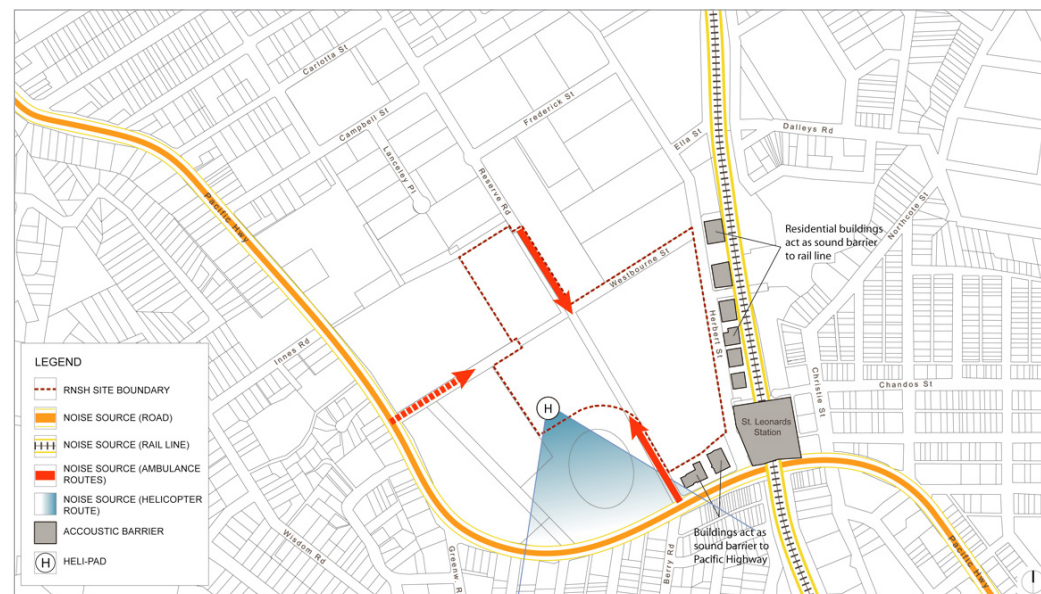 Carlotta St
Campbell St
Frederick St
Lanceley Pl
Reserve Rd
Ella St
Dalleys Rd
Northcote St
Pacific Hwy
Residential buildings
act as sound barrier
to rail line
Westbourne St
Herbert St
Innes Rd
Christie St
Chandos St
H
St. Leonards
Station
Wisdom Rd
Greenw. R
Berry Rd
Buildings act as
sound barrier to
Pacific Highway
Pacific Hwy
LEGEND
RNSH SITE BOUNDARY
NOISE SOURCE (ROAD)
NOISE SOURCE (RAIL LINE)
NOISE SOURCE (AMBULANCE
ROUTES)
NOISE SOURCE (HELICOPTER
ROUTE)
ACCOUSTIC BARRIER
H
HELI-PAD